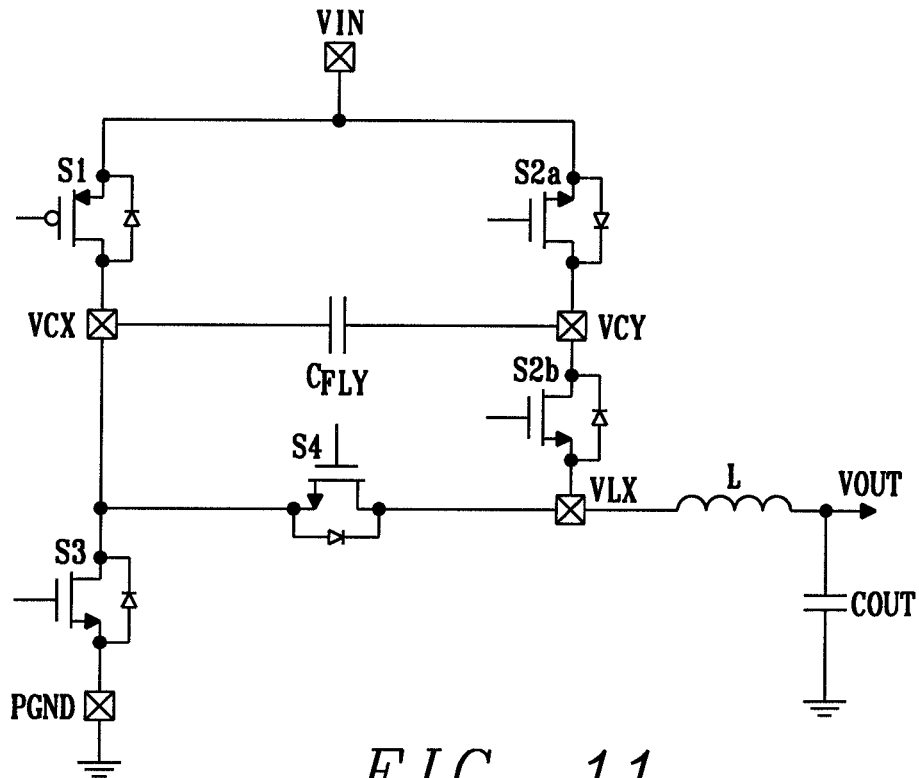 VIN
S1
S2a
VCX
CFLY
VCY
S2b
S4
VLX
L
VOUT
S3
COUT
PGND
FIG. 11